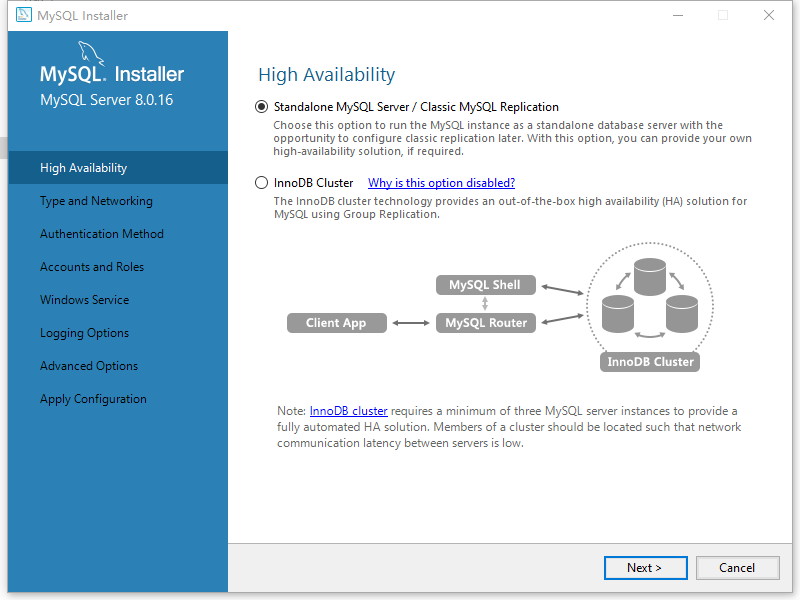 MySQL Installer
MySQL. Installer
MySQL Server 8.0.16
High Availability
Type and Networking
Authentication Method
Accounts and Roles
Windows Service
Logging Options
Advanced Options
Apply Configuration
High Availability
Standalone MySQL Server / Classic MySQL Replication
Choose this option to run the MySQL instance as a standalone database server with the
opportunity to configure classic replication later. With this option, you can provide your own
high-availability solution, if required.
InnoDB Cluster Why is this option disabled?
The InnoDB cluster technology provides an out-of-the-box high availability (HA) solution for
MySQL using Group Replication.
MySQL Shell
Client App
MySQL Router
InnoDB Cluster
Note: InnoDB cluster requires a minimum of three MySQL server instances to provide a
fully automated HA solution. Members of a cluster should be located such that network
communication latency between servers is low.
Next >
Cancel